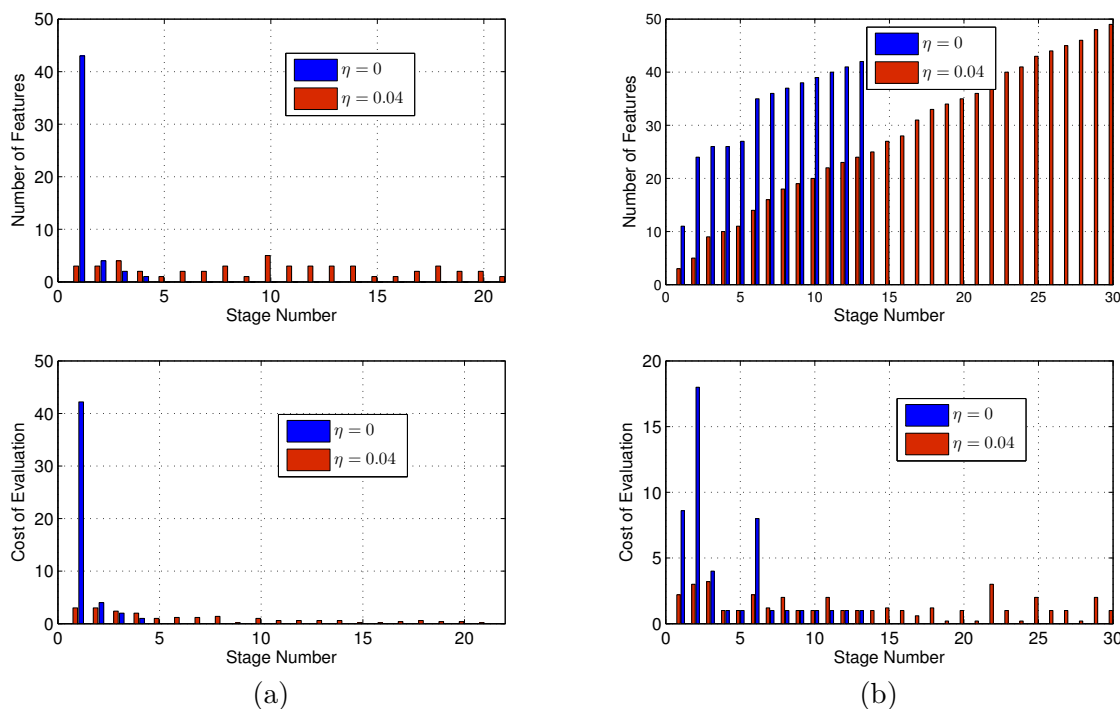 50
40
30
20
10
0
Number of Features
η = 0
η = 0.04
0 5 10 15 20
Stage Number
50
40
30
20
10
0
Number of Features
η = 0
η = 0.04
0 5 10 15 20 25 30
Stage Number
50
40
30
20
10
0
Cost of Evaluation
η = 0
η = 0.04
0 5 10 15 20
Stage Number
20
15
10
5
0
Cost of Evaluation
η = 0
η = 0.04
0 5 10 15 20 25 30
Stage Number
(a)
(b)